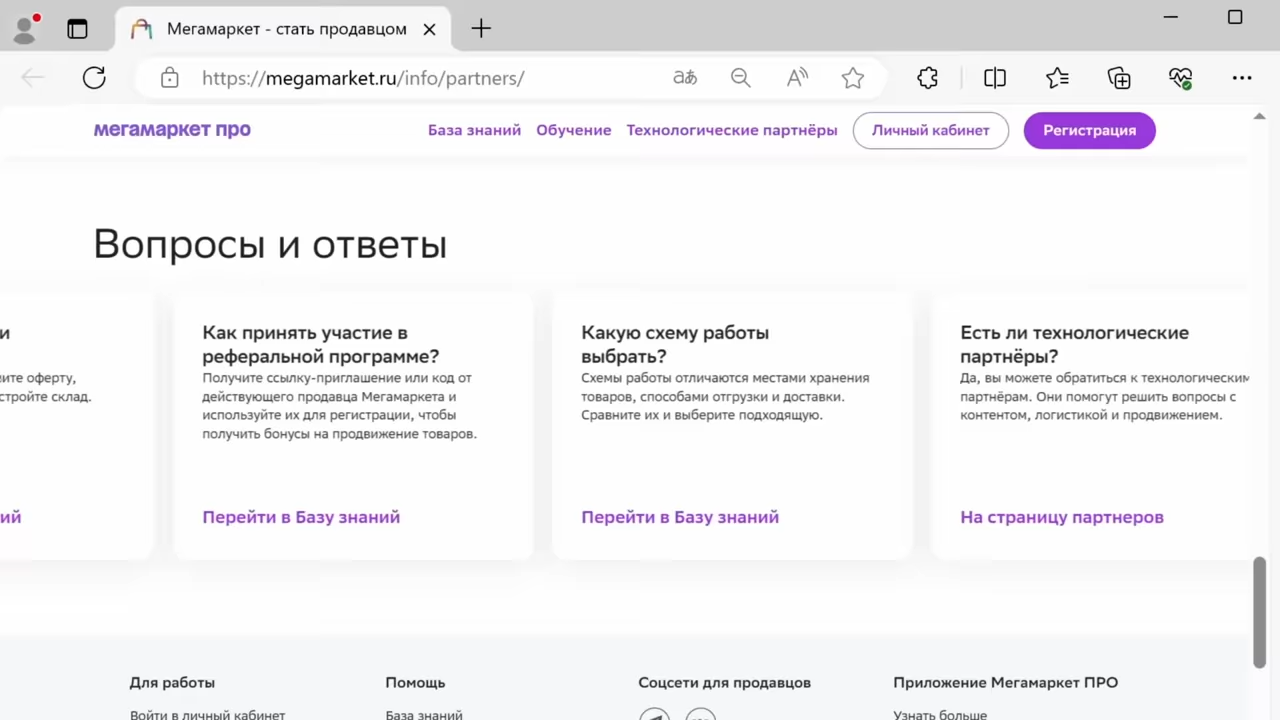 Мегамаркет - стать продавцом
https://megamarket.ru/info/partners/
мегамаркет про
База знаний
Обучение
Технологические партнёры
Личный кабинет
Регистрация
Вопросы и ответы
и
ите оферту,
стройте склад.
ий
Как принять участие в
реферальной программе?
Получите ссылку-приглашение или код от
действующего продавца Мегамаркета и
используйте их для регистрации, чтобы
получить бонусы на продвижение товаров.
Перейти в Базу знаний
Какую схему работы
выбрать?
Схемы работы отличаются местами хранения
товаров, способами отгрузки и доставки.
Сравните их и выберите подходящую.
Перейти в Базу знаний
Есть ли технологические
партнёры?
Да, вы можете обратиться к технологическим
партнёрам. Они помогут решить вопросы с
контентом, логистикой и продвижением.
На страницу партнеров
Для работы
Войти в личный кабинет
Помощь
База знаний
Соцсети для продавцов
Приложение Мегамаркет ПРО
Узнать больше